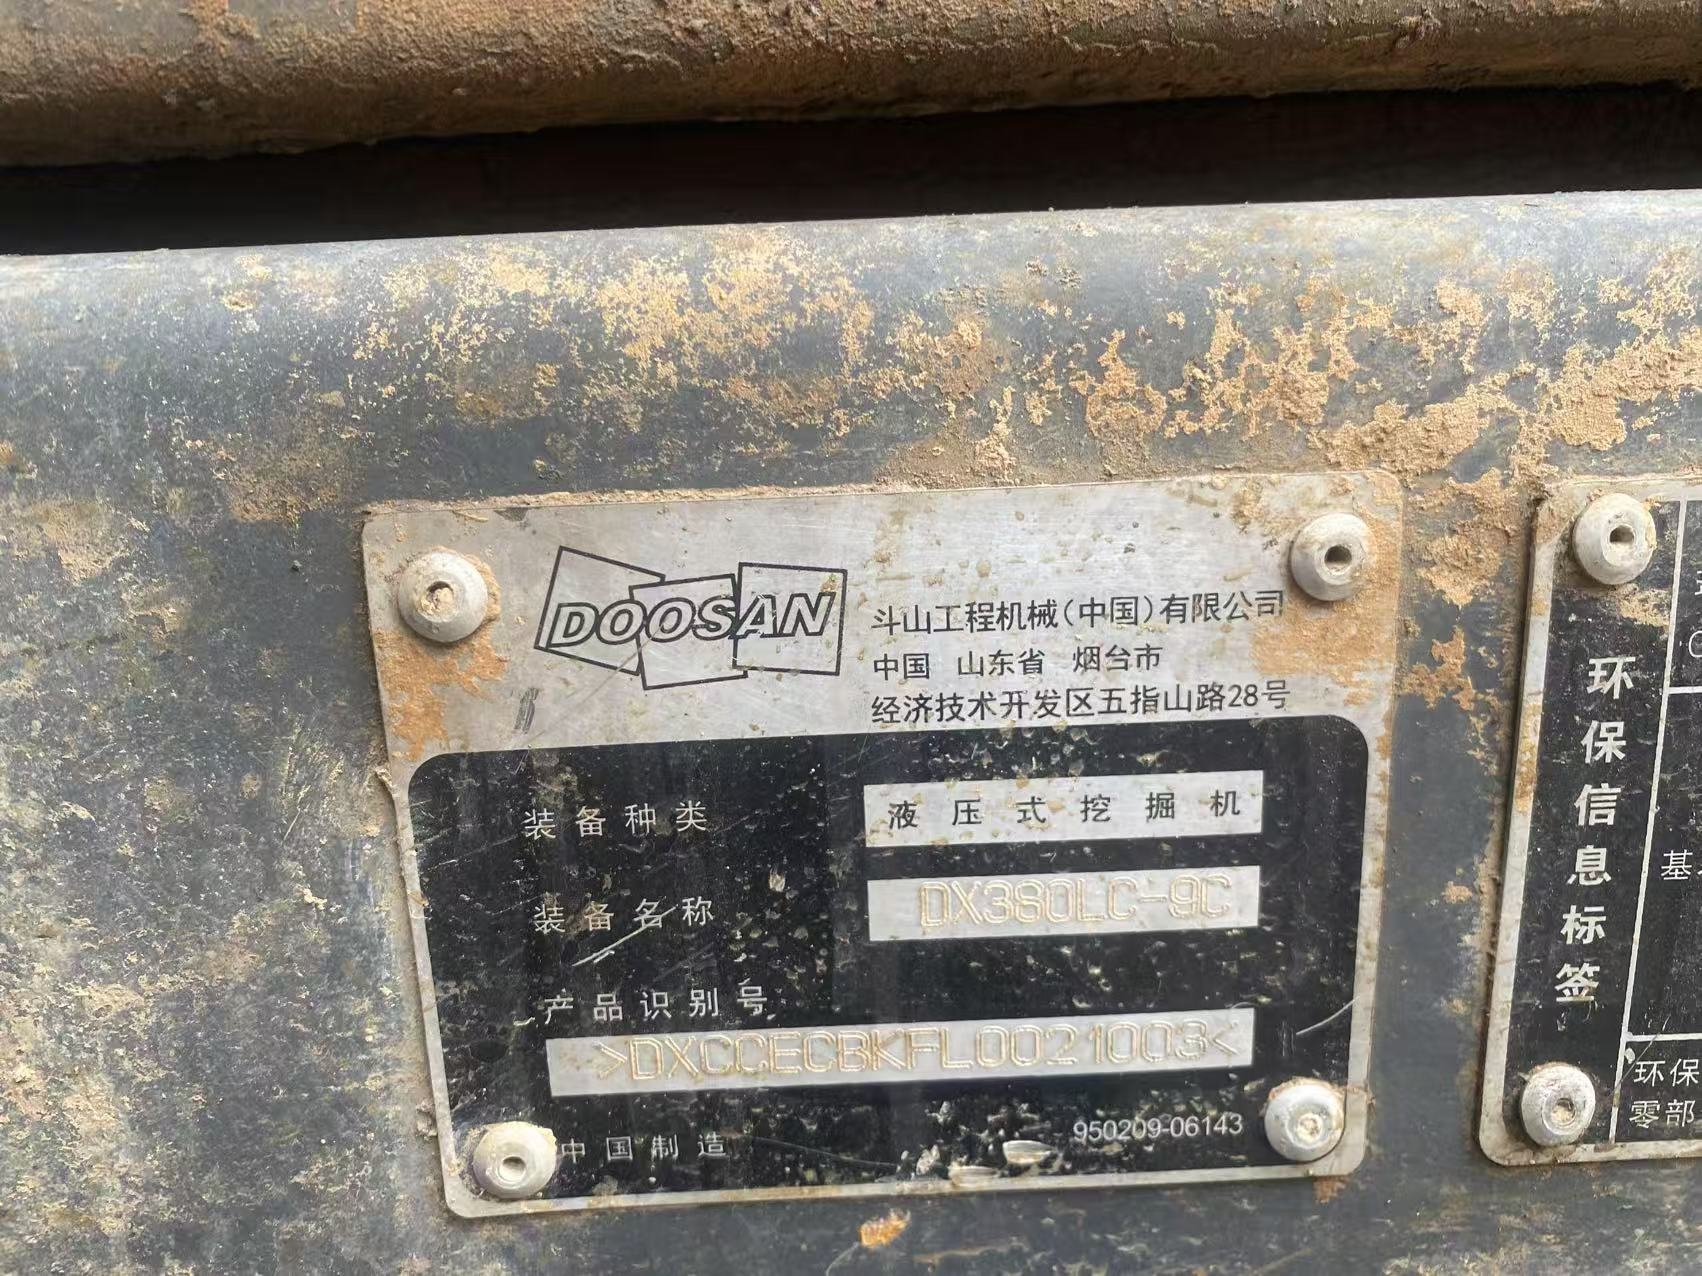 DOOSAN
斗山工程机械(中国)有限公司
中国 山东省 烟台市
经济技术开发区五指山路28号
装备种类 液压式挖掘机
装备名称 DX380LC-9C
产品识别号
>DXCCECBKFL0021003<
中国制造 950209-06143
环保信息标签
基
环保
零部